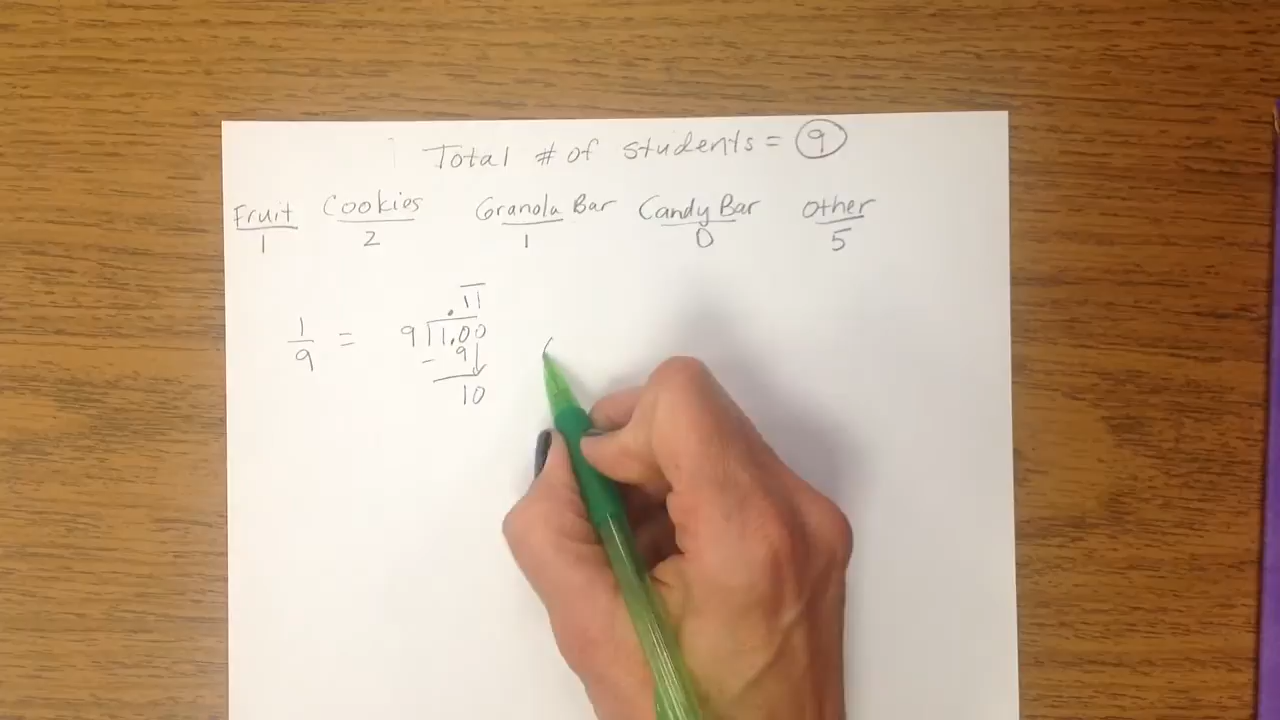 Total # of students = 9
Fruit Cookies Granola Bar Candy Bar Other
1 2 1 0 5
.11
1/9 = 9 1.00
- 9
10